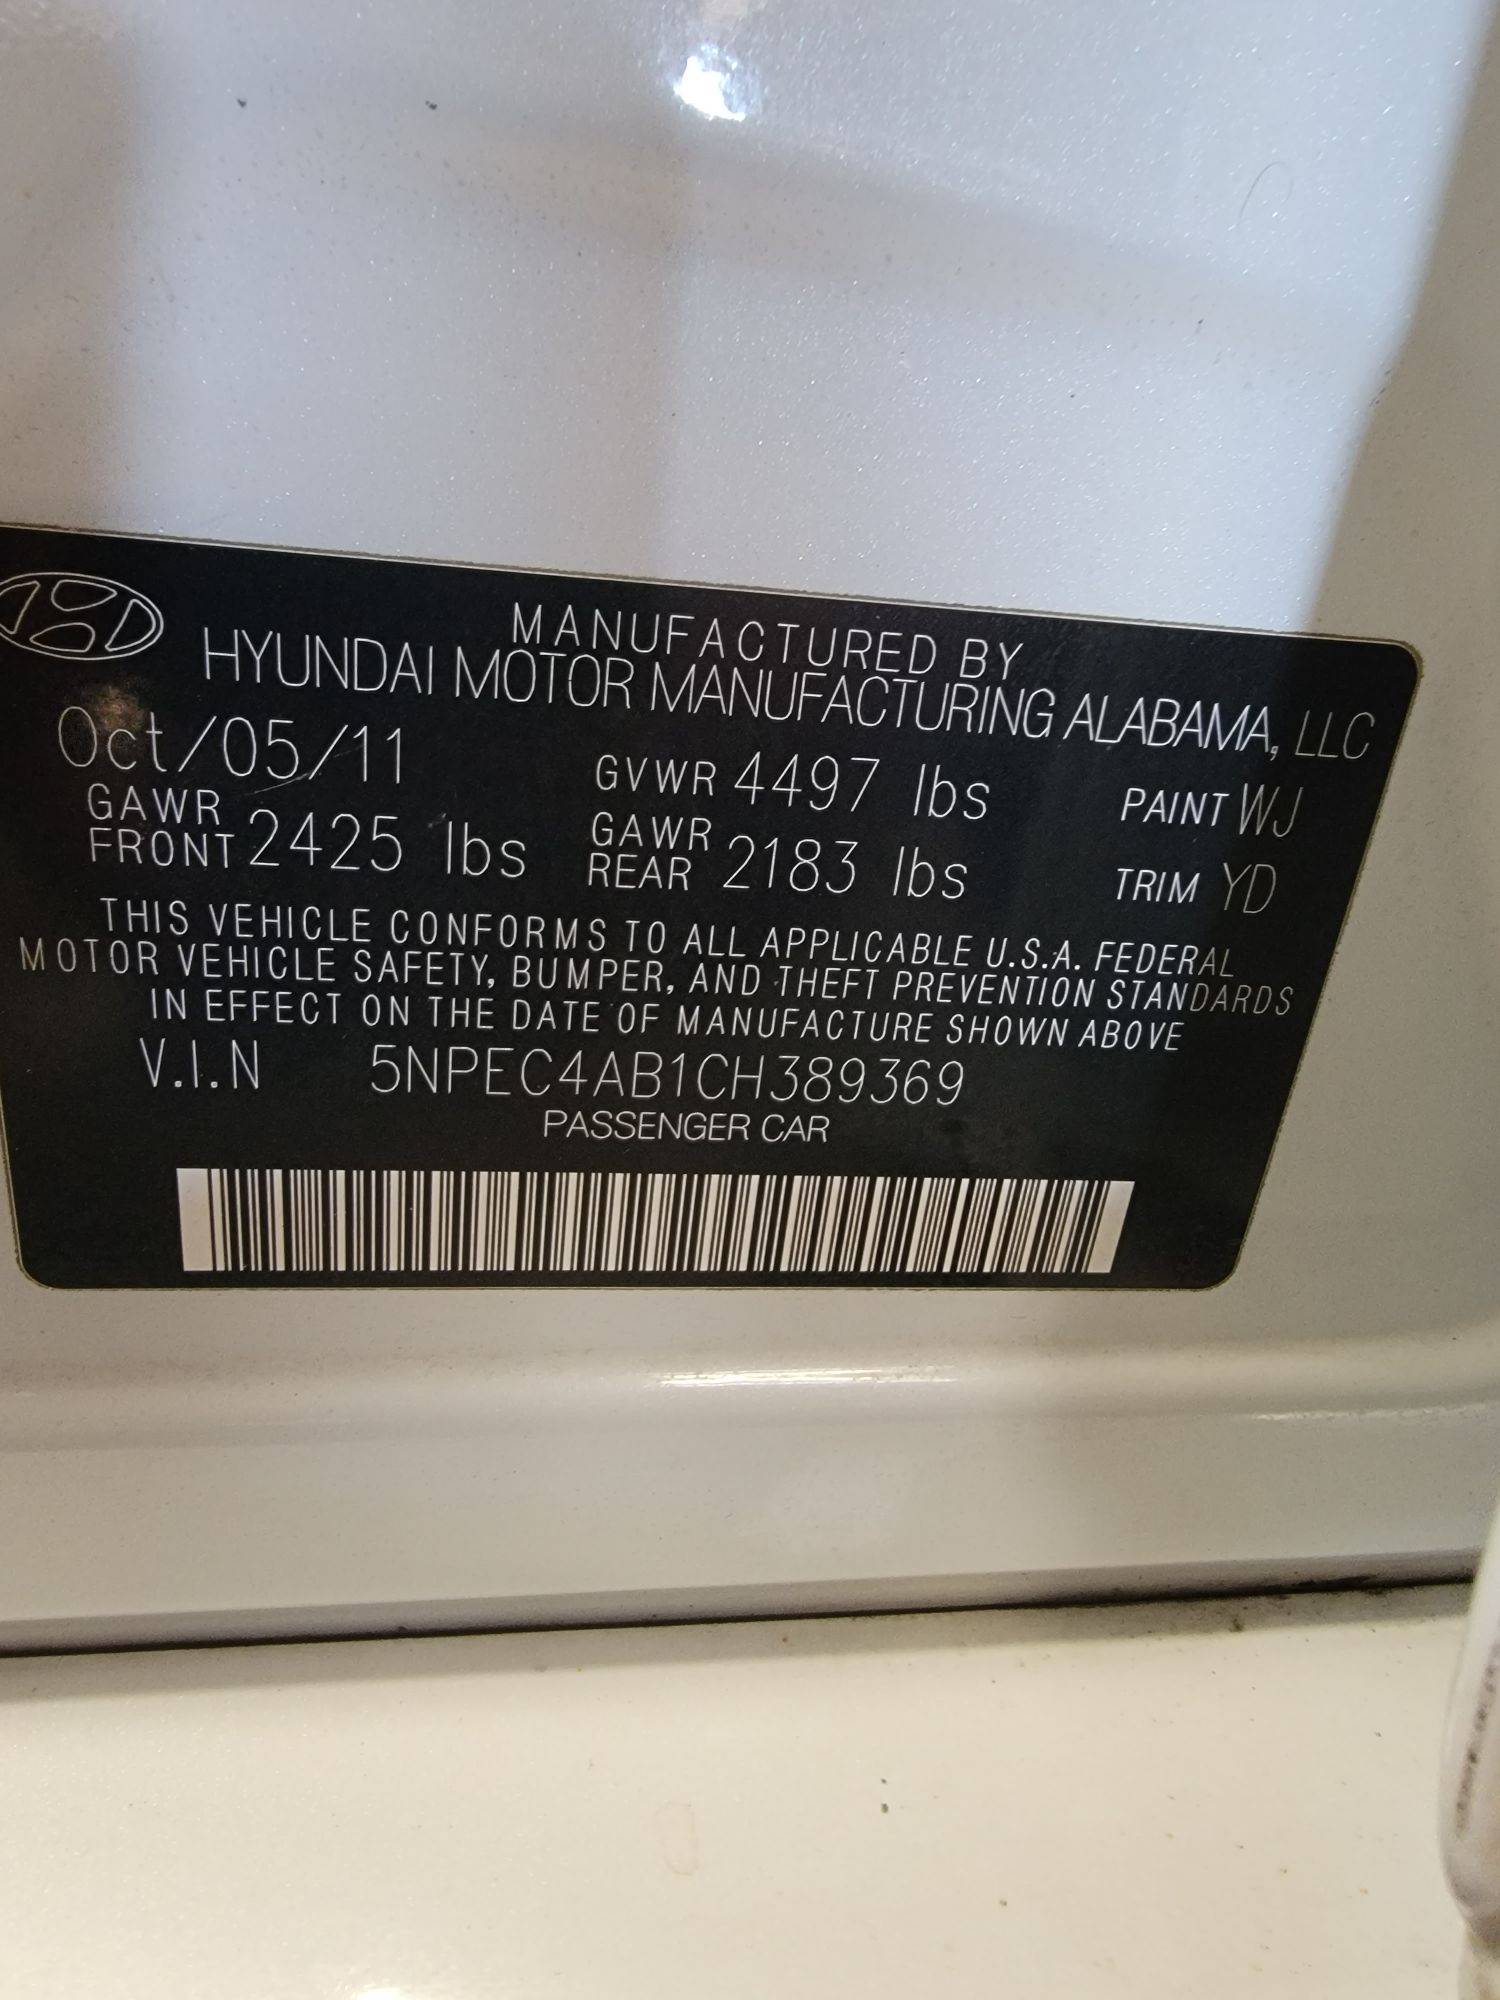 MANUFACTURED BY
HYUNDAI MOTOR MANUFACTURING ALABAMA, LLC
Oct/05/11 GVWR 4497 lbs PAINT WJ
GAWR FRONT 2425 lbs GAWR REAR 2183 lbs TRIM YD
THIS VEHICLE CONFORMS TO ALL APPLICABLE U.S.A. FEDERAL
MOTOR VEHICLE SAFETY, BUMPER, AND THEFT PREVENTION STANDARDS
IN EFFECT ON THE DATE OF MANUFACTURE SHOWN ABOVE
V.I.N 5NPEC4AB1CH389369
PASSENGER CAR